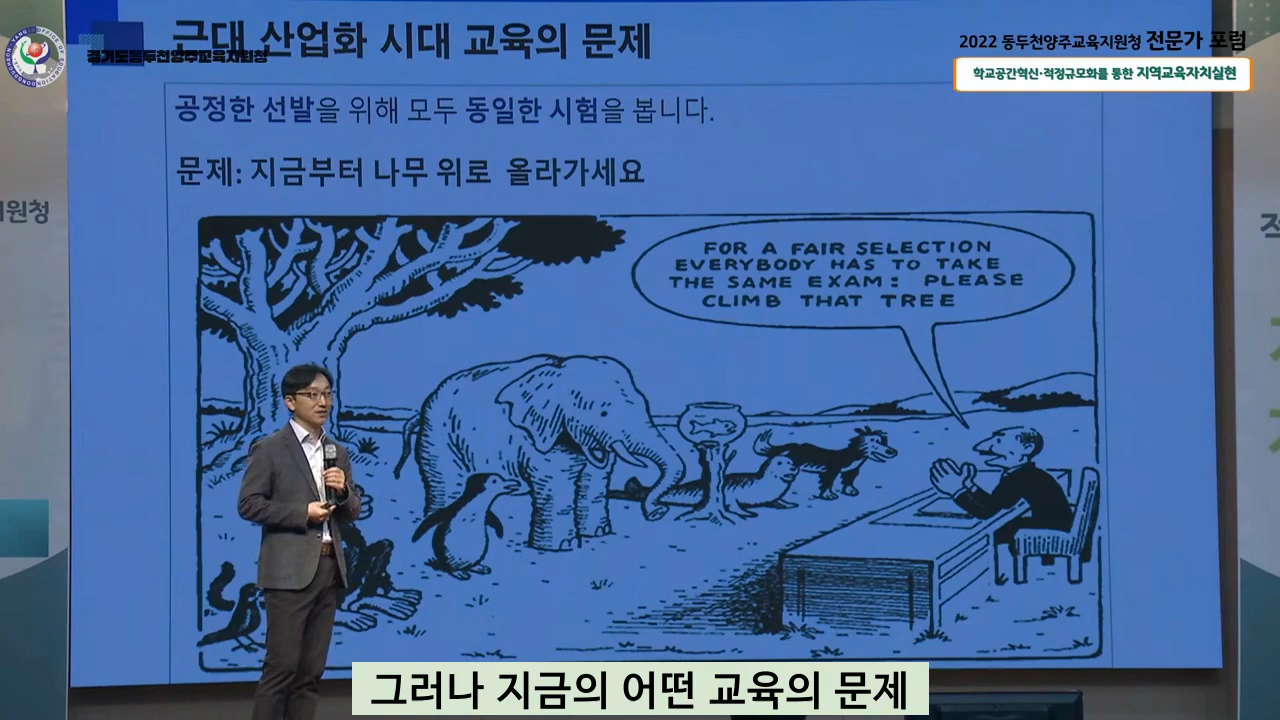 근대 산업화 시대 교육의 문제
경기도동두천양주교육지원청
2022 동두천양주교육지원청 전문가 포럼
학교공간혁신·적정규모화를 통한 지역교육자치실현
공정한 선발을 위해 모두 동일한 시험을 봅니다.
문제: 지금부터 나무 위로 올라가세요
FOR A FAIR SELECTION
EVERYBODY HAS TO TAKE
THE SAME EXAM: PLEASE
CLIMB THAT TREE
지원청
그러나 지금의 어떤 교육의 문제